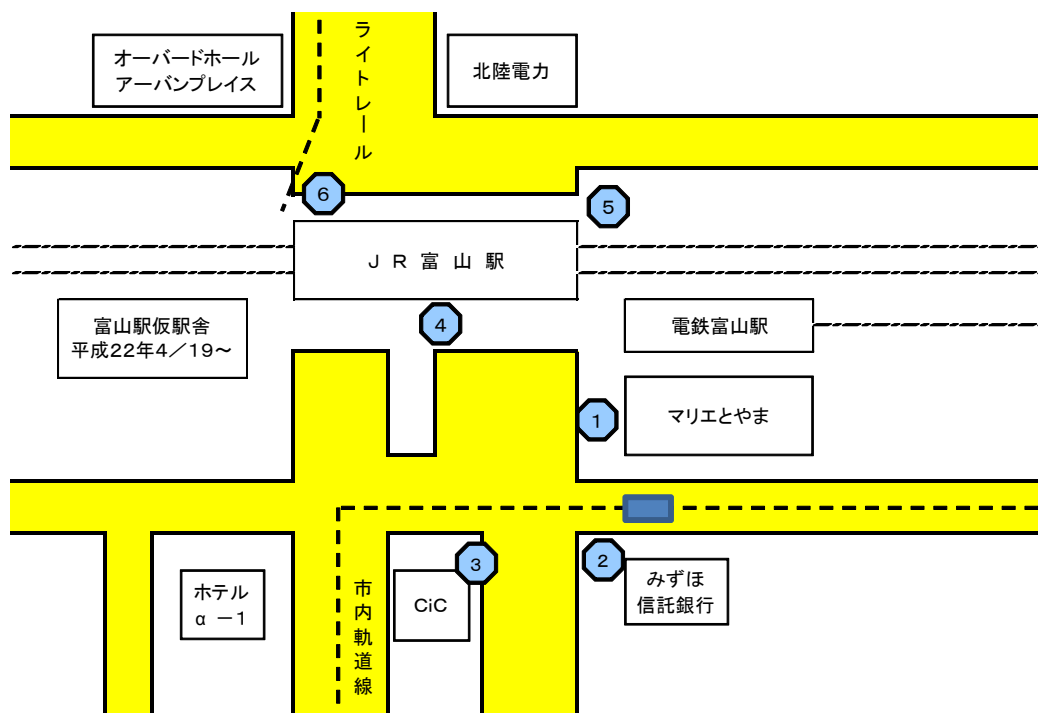 オーバードホール
アーバンプレイス
ライトレール
北陸電力
6
5
JR富山駅
富山駅仮駅舎
平成22年4／19～
4
電鉄富山駅
1
マリエとやま
ホテル
α －1
市内軌道線
3
CiC
2
みずほ
信託銀行